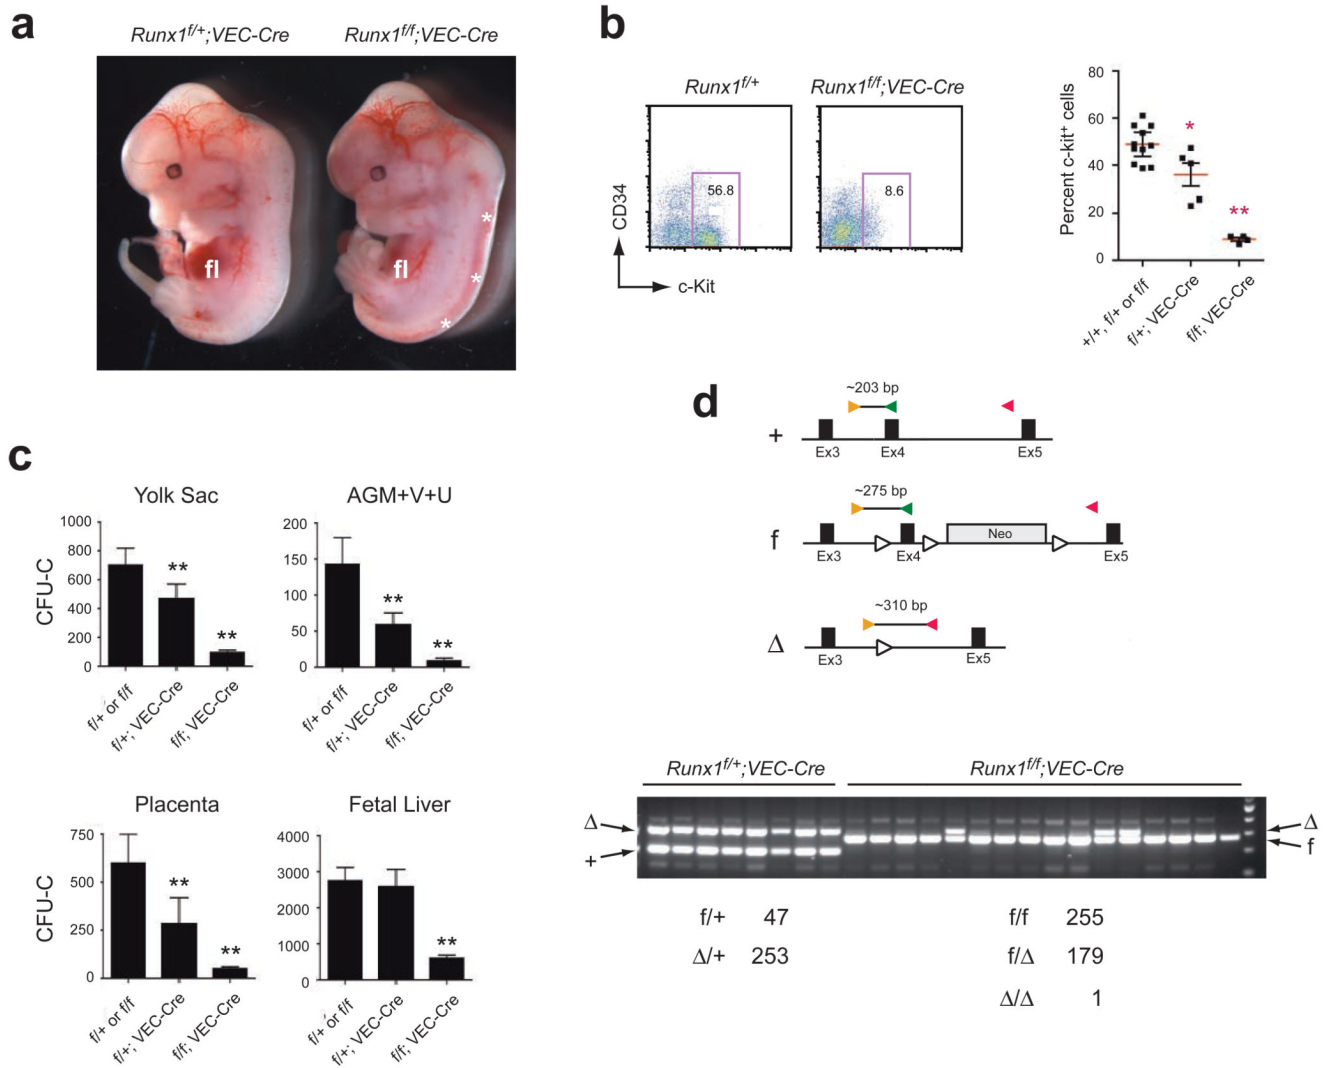 a
Runx1f/+;VEC-Cre Runx1f/f;VEC-Cre
fl fl
*
*
*
b
Runx1f/+ Runx1f/f;VEC-Cre
56.8 8.6
CD34
c-Kit
Percent c-kit+ cells
80
60
40
20
0
*
**
+/+, f/+ or f/f
f/+; VEC-Cre
f/f; VEC-Cre
c
Yolk Sac
CFU-C
1000
800
600
400
200
0
**
**
f/+ or f/f
f/+; VEC-Cre
f/f; VEC-Cre
AGM+V+U
200
150
100
50
0
**
**
f/+ or f/f
f/+; VEC-Cre
f/f; VEC-Cre
Placenta
CFU-C
750
500
250
0
**
**
f/+ or f/f
f/+; VEC-Cre
f/f; VEC-Cre
Fetal Liver
4000
3000
2000
1000
0
**
f/+ or f/f
f/+; VEC-Cre
f/f; VEC-Cre
d
~203 bp
+
Ex3 Ex4 Ex5
~275 bp
f
Neo
Ex3 Ex4 Ex5
~310 bp
Δ
Ex3 Ex5
Runx1f/+;VEC-Cre Runx1f/f;VEC-Cre
Δ Δ
+ f
f/+ 47 f/f 255
Δ/+ 253 f/Δ 179
Δ/Δ 1